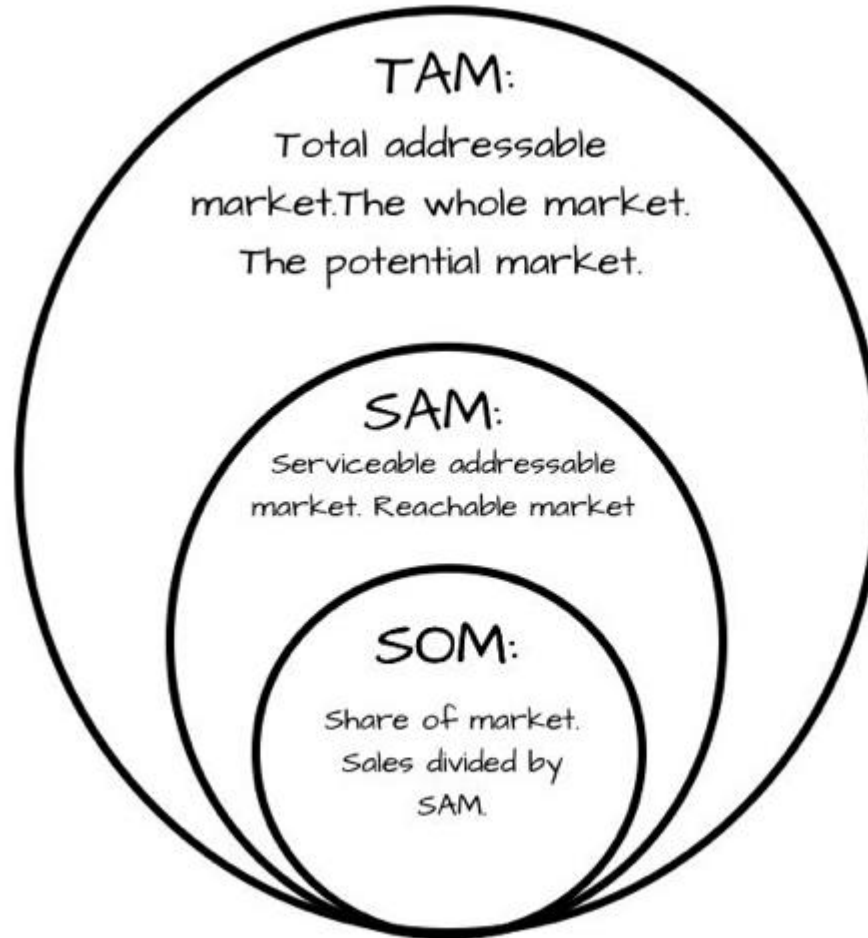 TAM:
Total addressable
market.The whole market.
The potential market.
SAM:
Serviceable addressable
market. Reachable market
SOM:
Share of market.
Sales divided by
SAM.